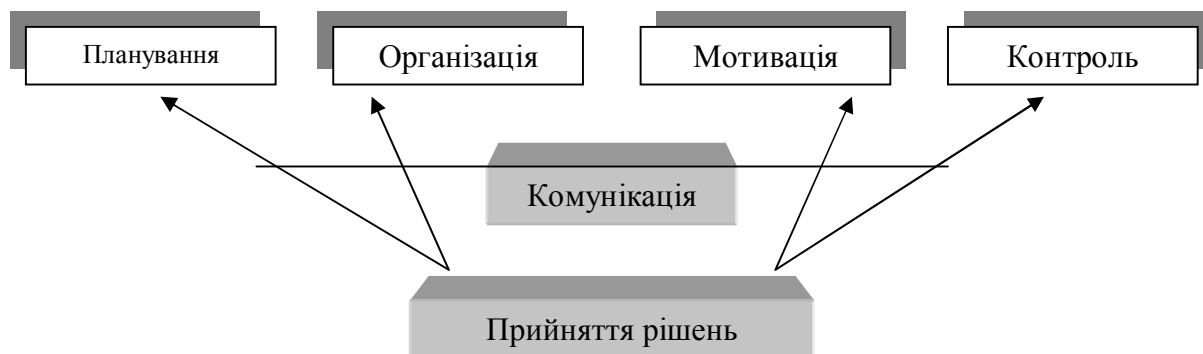 Планування
Організація
Мотивація
Контроль
Комунікація
Прийняття рішень